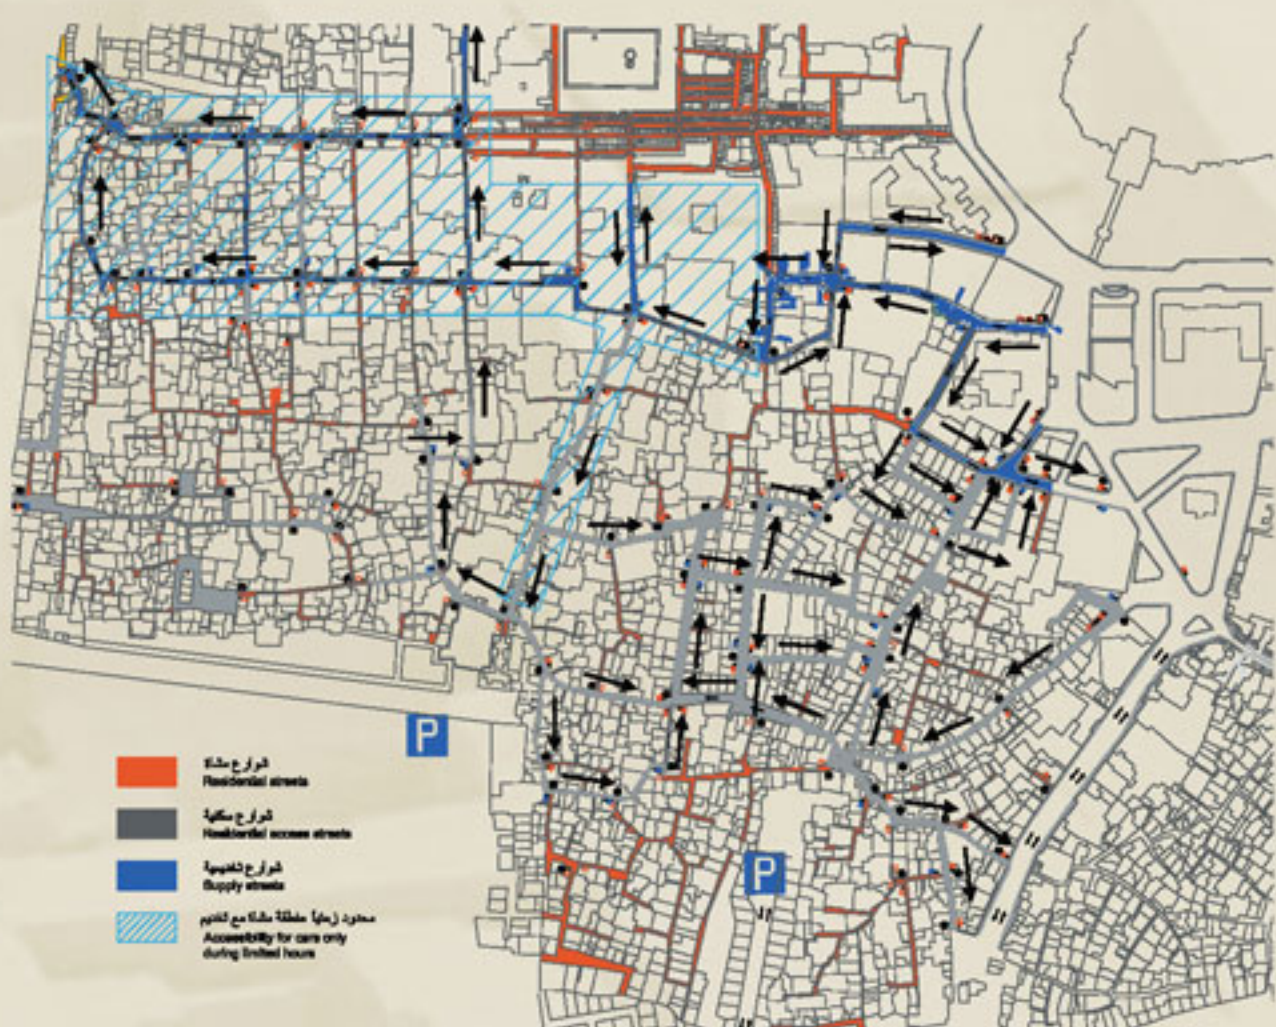 P
شوارع مشاة
Residential streets
شوارع سكنية
Residential access streets
شوارع تخديمية
Supply streets
P
محدود زمنياً منطقة مشاة مع تخديم
Accessibility for cars only
during limited hours